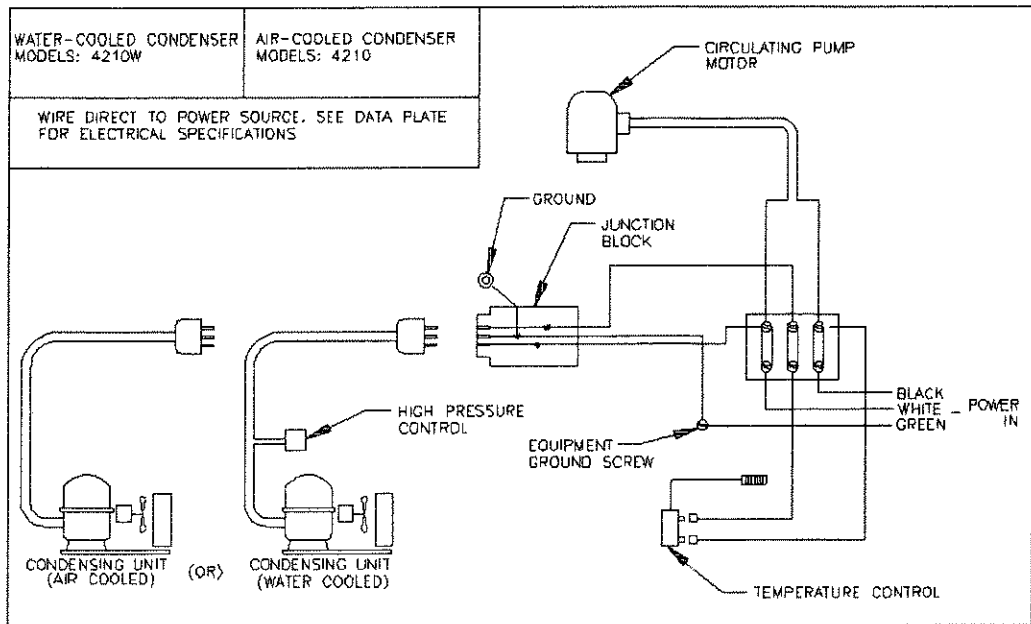 WATER-COOLED CONDENSER
MODELS: 4210W
AIR-COOLED CONDENSER
MODELS: 4210
WIRE DIRECT TO POWER SOURCE. SEE DATA PLATE
FOR ELECTRICAL SPECIFICATIONS
CIRCULATING PUMP
MOTOR
GROUND
JUNCTION
BLOCK
HIGH PRESSURE
CONTROL
BLACK
WHITE
GREEN
POWER
IN
EQUIPMENT
GROUND SCREW
CONDENSING UNIT
(AIR COOLED)
(OR)
CONDENSING UNIT
(WATER COOLED)
TEMPERATURE CONTROL